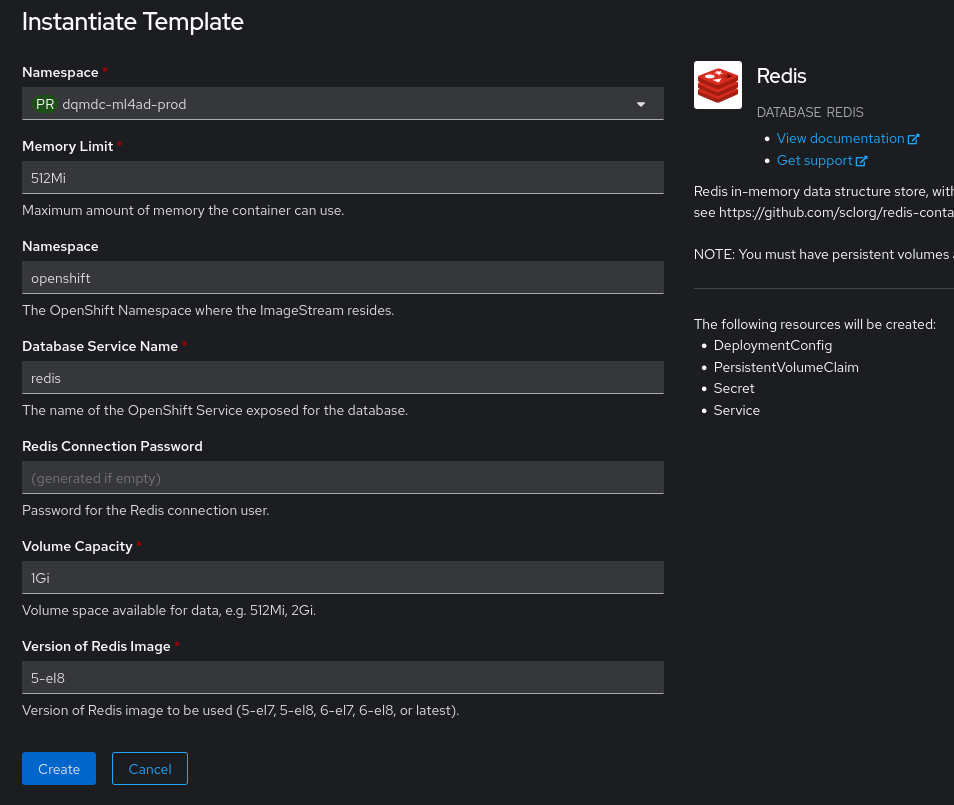 Instantiate Template
Namespace *
PR dqmdc-ml4ad-prod
Memory Limit *
512Mi
Maximum amount of memory the container can use.
Namespace
openshift
The OpenShift Namespace where the ImageStream resides.
Database Service Name *
redis
The name of the OpenShift Service exposed for the database.
Redis Connection Password
(generated if empty)
Password for the Redis connection user.
Volume Capacity *
1Gi
Volume space available for data, e.g. 512Mi, 2Gi.
Version of Redis Image *
5-el8
Version of Redis image to be used (5-el7, 5-el8, 6-el7, 6-el8, or latest).
Create
Cancel
Redis
DATABASE REDIS
• View documentation
• Get support
Redis in-memory data structure store, with
see https://github.com/sclorg/redis-conta
NOTE: You must have persistent volumes
The following resources will be created:
• DeploymentConfig
• PersistentVolumeClaim
• Secret
• Service